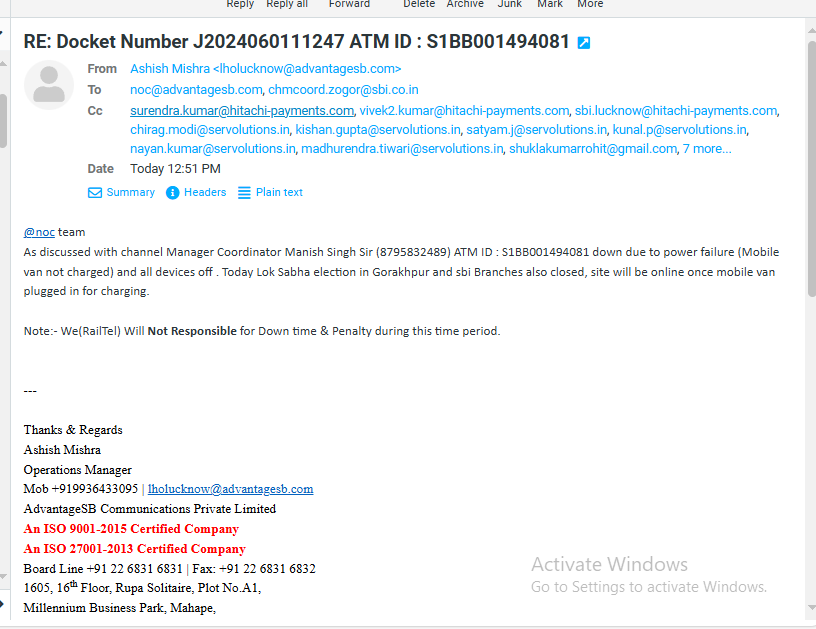 Reply Reply all Forward Delete Archive Junk Mark More
RE: Docket Number J2024060111247 ATM ID : S1BB001494081
From Ashish Mishra <lholucknow@advantagesb.com>
To noc@advantagesb.com, chmcoord.zogor@sbi.co.in
Cc surendra.kumar@hitachi-payments.com, vivek2.kumar@hitachi-payments.com, sbi.lucknow@hitachi-payments.com,
chirag.modi@servolutions.in, kishan.gupta@servolutions.in, satyam.j@servolutions.in, kunal.p@servolutions.in,
nayan.kumar@servolutions.in, madhurendra.tiwari@servolutions.in, shuklakumarrohit@gmail.com, 7 more...
Date Today 12:51 PM
Summary Headers Plain text
@noc team
As discussed with channel Manager Coordinator Manish Singh Sir (8795832489) ATM ID : S1BB001494081 down due to power failure (Mobile
van not charged) and all devices off . Today Lok Sabha election in Gorakhpur and sbi Branches also closed, site will be online once mobile van
plugged in for charging.
Note:- We(RailTel) Will Not Responsible for Down time & Penalty during this time period.
---
Thanks & Regards
Ashish Mishra
Operations Manager
Mob +919936433095 | lholucknow@advantagesb.com
AdvantageSB Communications Private Limited
An ISO 9001-2015 Certified Company
An ISO 27001-2013 Certified Company
Board Line +91 22 6831 6831 | Fax: +91 22 6831 6832
1605, 16th Floor, Rupa Solitaire, Plot No.A1,
Millennium Business Park, Mahape,
Activate Windows
Go to Settings to activate Windows.